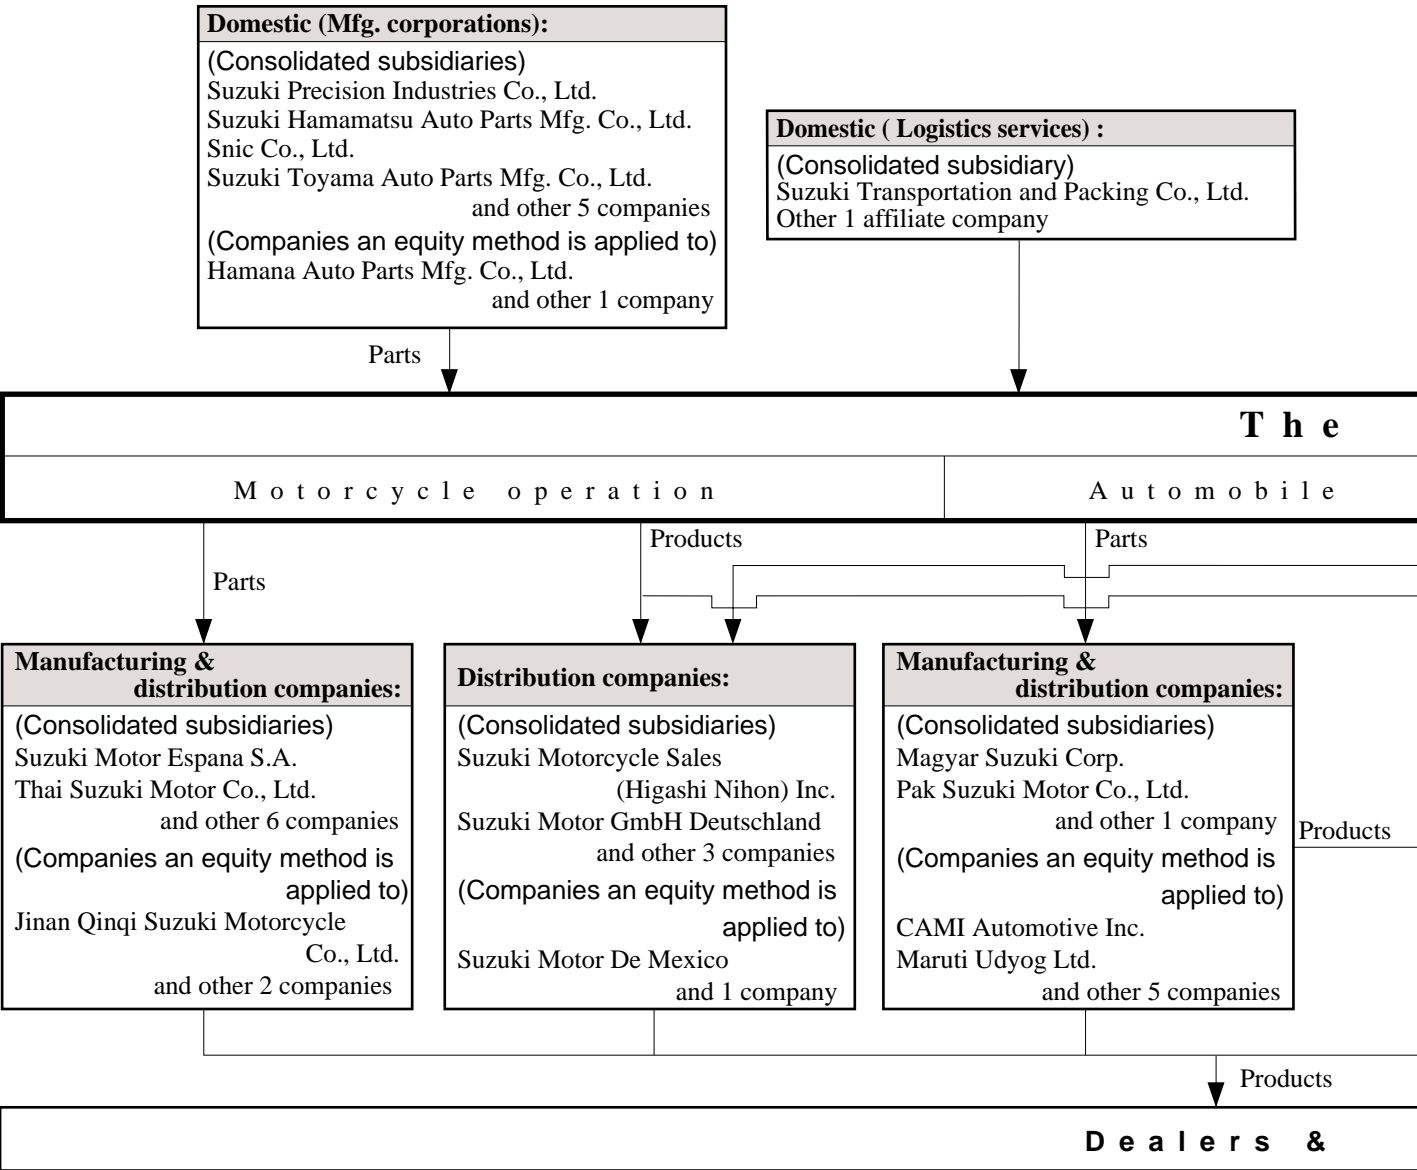 Domestic (Mfg. corporations):
(Consolidated subsidiaries)
Suzuki Precision Industries Co., Ltd.
Suzuki Hamamatsu Auto Parts Mfg. Co., Ltd.
Snic Co., Ltd.
Suzuki Toyama Auto Parts Mfg. Co., Ltd.
and other 5 companies
(Companies an equity method is applied to)
Hamana Auto Parts Mfg. Co., Ltd.
and other 1 company
Domestic ( Logistics services) :
(Consolidated subsidiary)
Suzuki Transportation and Packing Co., Ltd.
Other 1 affiliate company
Parts
The
Motorcycle operation
Automobile
Parts
Products
Parts
Manufacturing &
distribution companies:
(Consolidated subsidiaries)
Suzuki Motor Espana S.A.
Thai Suzuki Motor Co., Ltd.
and other 6 companies
(Companies an equity method is
applied to)
Jinan Qinqi Suzuki Motorcycle
Co., Ltd.
and other 2 companies
Distribution companies:
(Consolidated subsidiaries)
Suzuki Motorcycle Sales
(Higashi Nihon) Inc.
Suzuki Motor GmbH Deutschland
and other 3 companies
(Companies an equity method is
applied to)
Suzuki Motor De Mexico
and 1 company
Manufacturing &
distribution companies:
(Consolidated subsidiaries)
Magyar Suzuki Corp.
Pak Suzuki Motor Co., Ltd.
and other 1 company
(Companies an equity method is
applied to)
CAMI Automotive Inc.
Maruti Udyog Ltd.
and other 5 companies
Products
Products
Dealers &